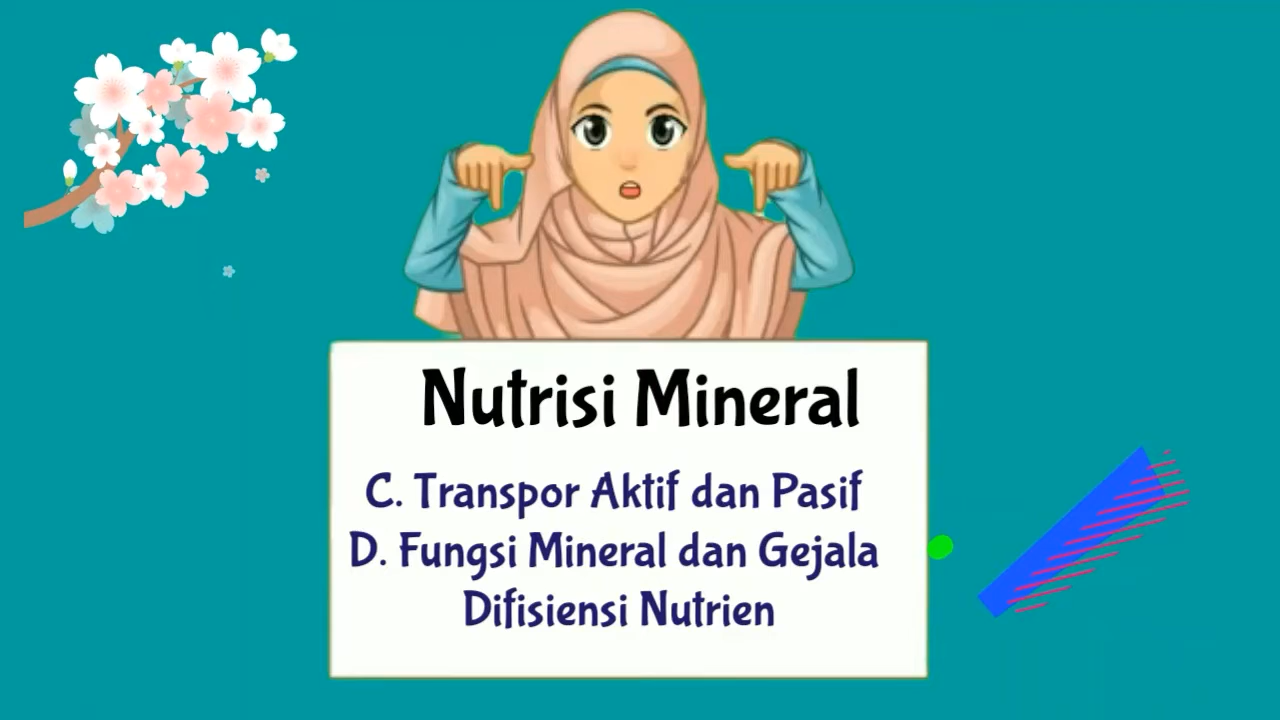 Nutrisi Mineral
C. Transpor Aktif dan Pasif
D. Fungsi Mineral dan Gejala
Difisiensi Nutrien